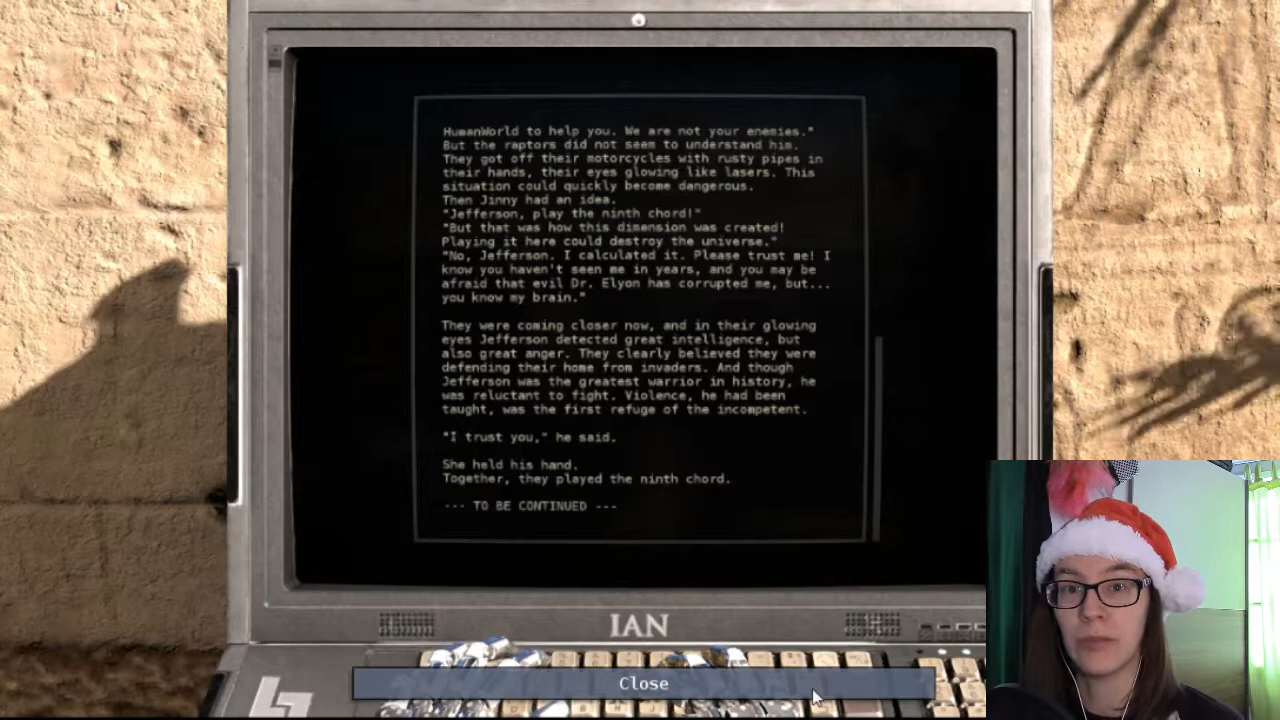 HumanWorld to help you. We are not your enemies."
But the raptors did not seem to understand him.
They got off their motorcycles with rusty pipes in
their hands, their eyes glowing like lasers. This
situation could quickly become dangerous.
Then Jinny had an idea.
"Jefferson, play the ninth chord!"
"But that was how this dimension was created!
Playing it here could destroy the universe."
"No, Jefferson. I calculated it. Please trust me! I
know you haven't seen me in years, and you may be
afraid that evil Dr. Elyon has corrupted me, but...
you know my brain."
They were coming closer now, and in their glowing
eyes Jefferson detected great intelligence, but
also great anger. They clearly believed they were
defending their home from invaders. And though
Jefferson was the greatest warrior in history, he
was reluctant to fight. Violence, he had been
taught, was the first refuge of the incompetent.
"I trust you," he said.
She held his hand.
Together, they played the ninth chord.
--- TO BE CONTINUED ---
IAN
Close